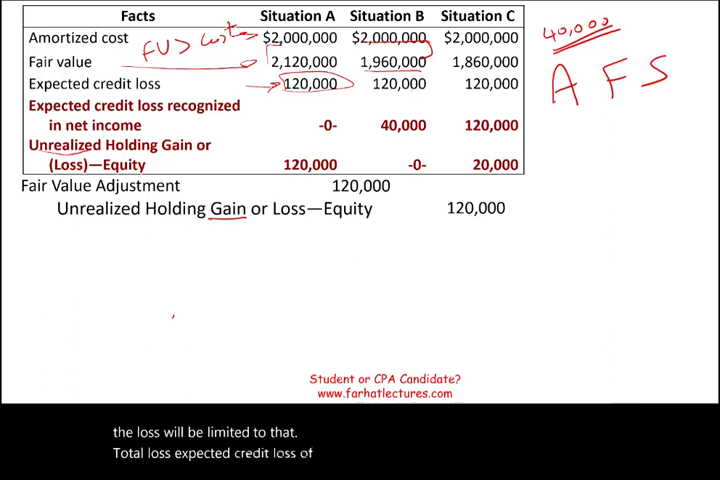 Facts Situation A Situation B Situation C
40,000
Amortized cost $2,000,000 $2,000,000 $2,000,000
FV > cost
AFS
Fair value 2,120,000 1,960,000 1,860,000
Expected credit loss 120,000 120,000 120,000
Expected credit loss recognized
in net income -0- 40,000 120,000
Unrealized Holding Gain or
(Loss)—Equity 120,000 -0- 20,000
Fair Value Adjustment 120,000
Unrealized Holding Gain or Loss—Equity 120,000
Student or CPA Candidate?
www.farhatlectures.com
the loss will be limited to that.
Total loss expected credit loss of